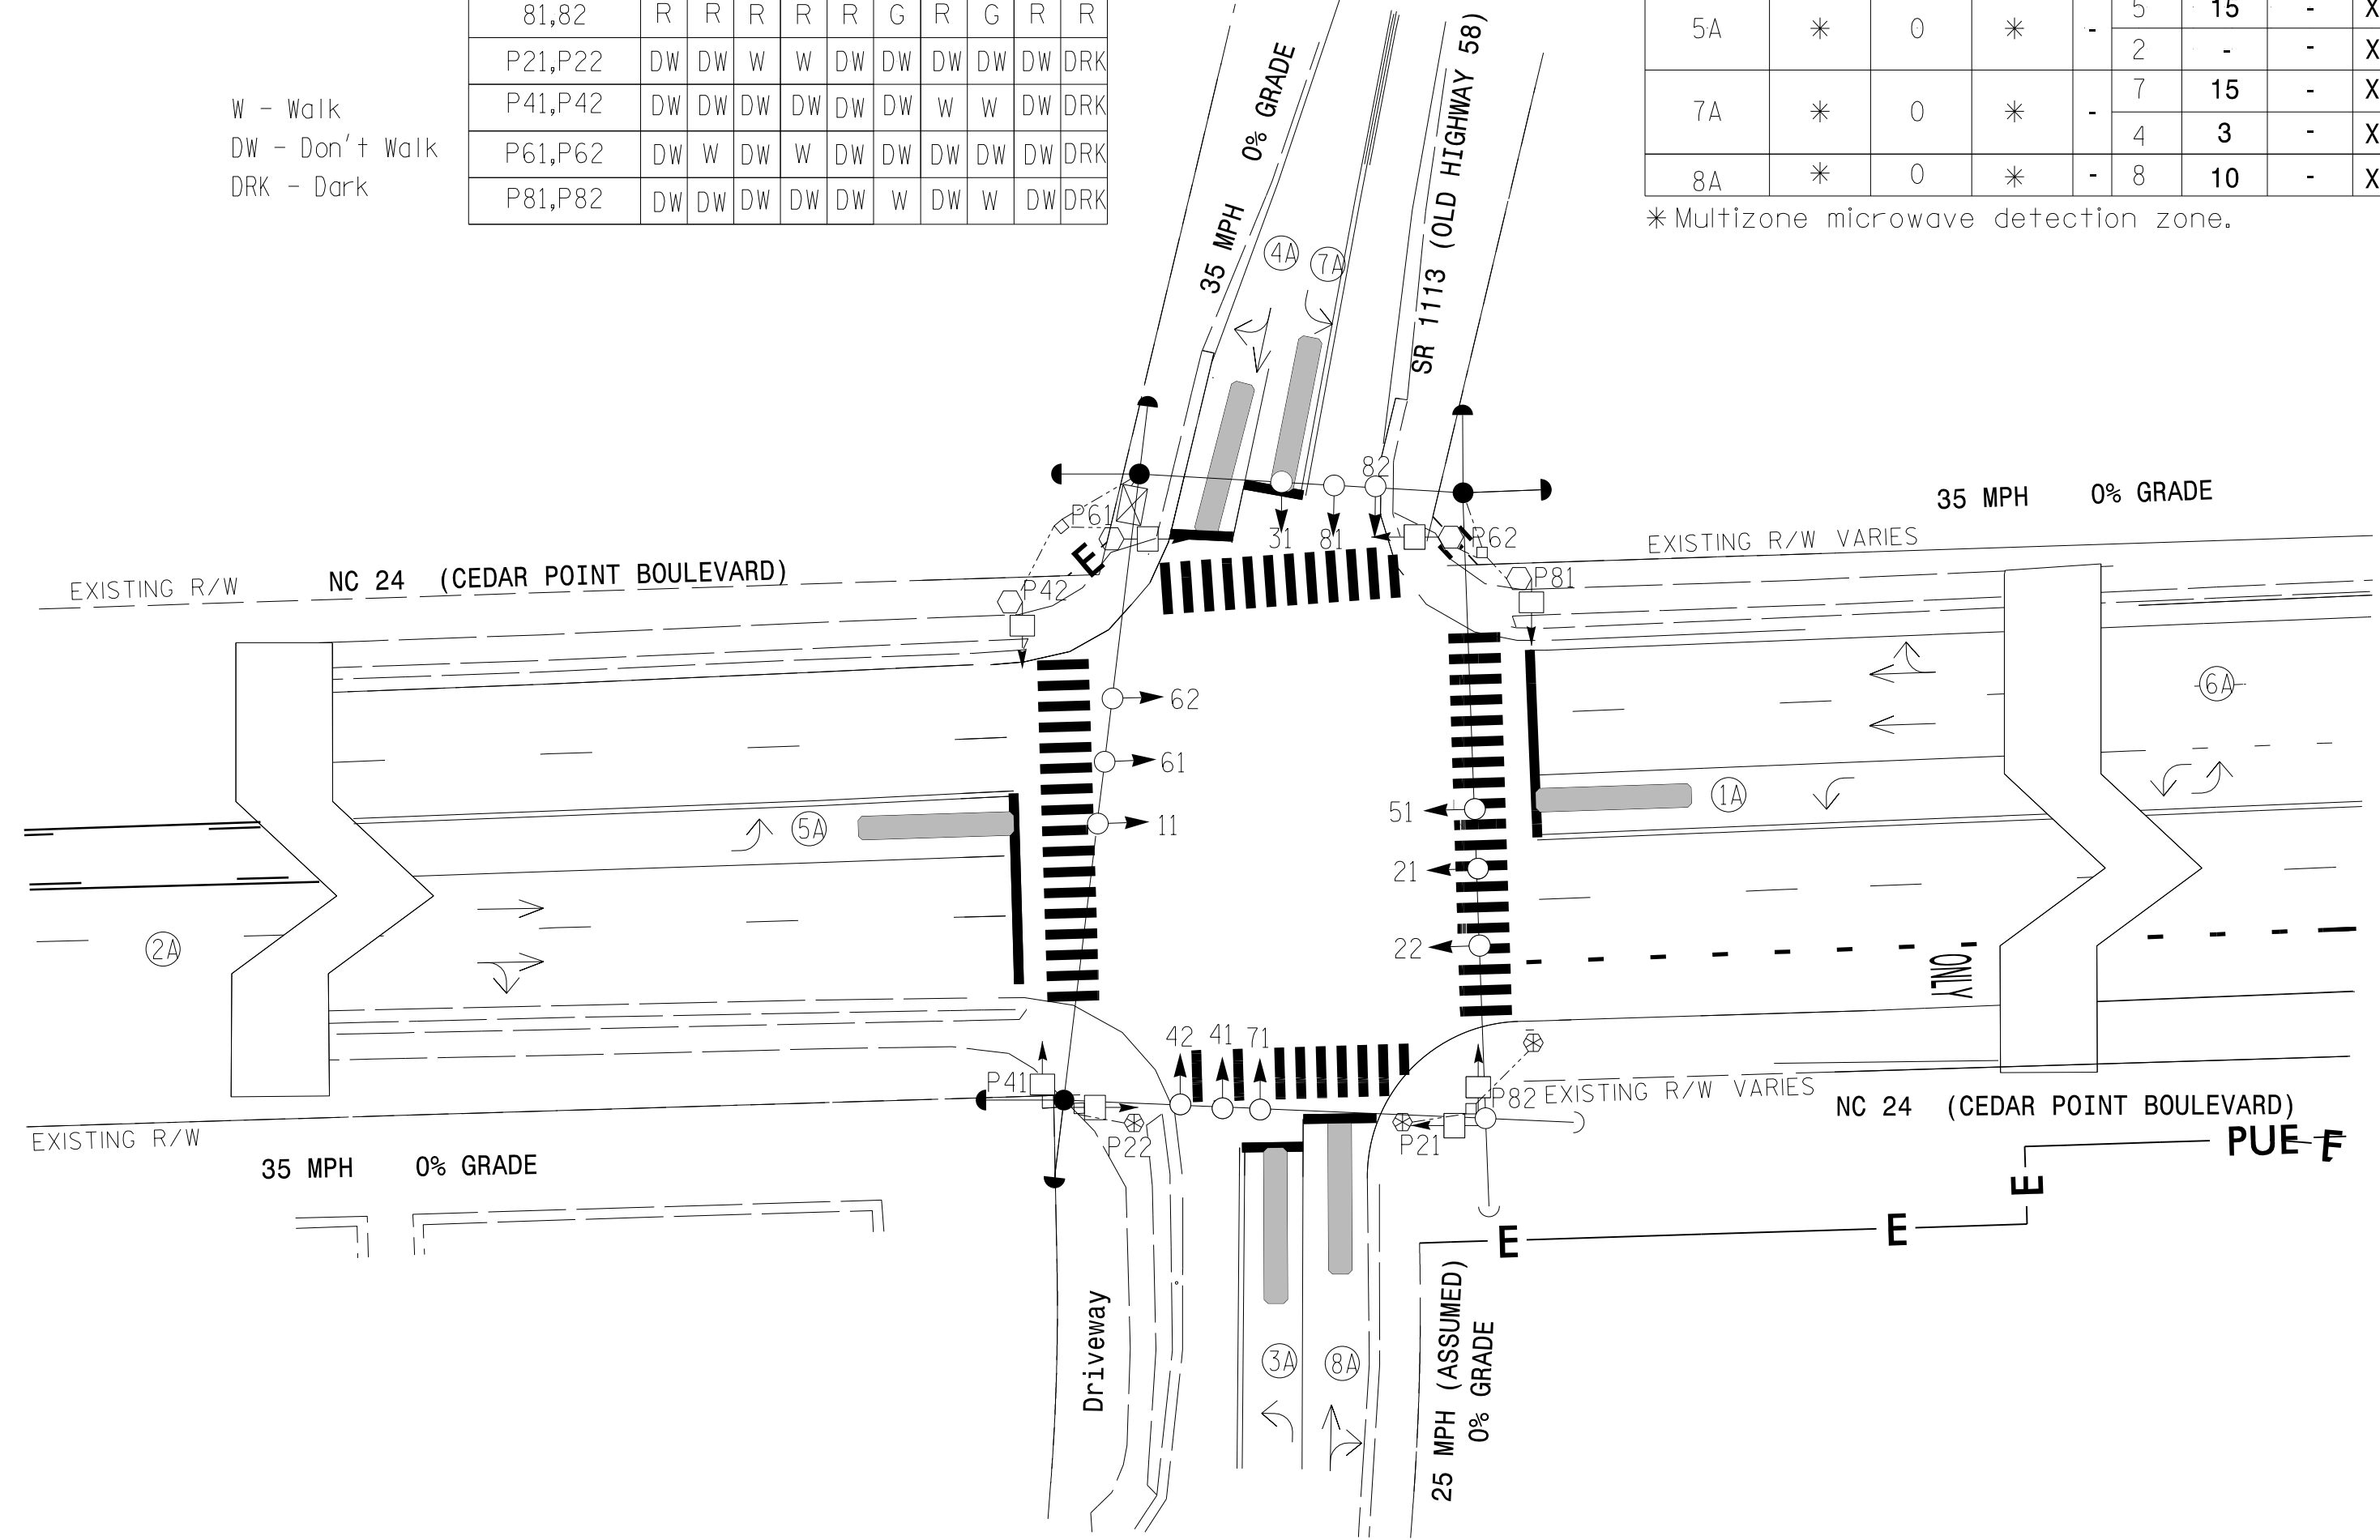 81,82 R R R R R G R G R R
P21,P22 DW DW W W DW DW DW DW DW DRK
P41,P42 DW DW DW DW DW DW W W DW DRK
P61,P62 DW W DW W DW DW DW DW DW DRK
P81,P82 DW DW DW DW DW W DW W DW DRK
W - Walk
DW - Don't Walk
DRK - Dark
5A * 0 * - 5 15 - X
2 - - X
7A * 0 * - 7 15 - X
4 3 - X
8A * 0 * - 8 10 - X
* Multizone microwave detection zone.
35 MPH 0% GRADE
SR 1113 (OLD HIGHWAY 58)
4A
7A
82
31
81
P61
P62
E
P42
P81
35 MPH 0% GRADE
EXISTING R/W VARIES
EXISTING R/W
NC 24 (CEDAR POINT BOULEVARD)
62
61
11
6A
1A
5A
51
21
22
2A
ONLY
42
41
71
P41
P22
P21
P82
EXISTING R/W VARIES
NC 24 (CEDAR POINT BOULEVARD)
EXISTING R/W
35 MPH 0% GRADE
PUE
E
E
E
E
Driveway
3A
8A
25 MPH (ASSUMED)
0% GRADE